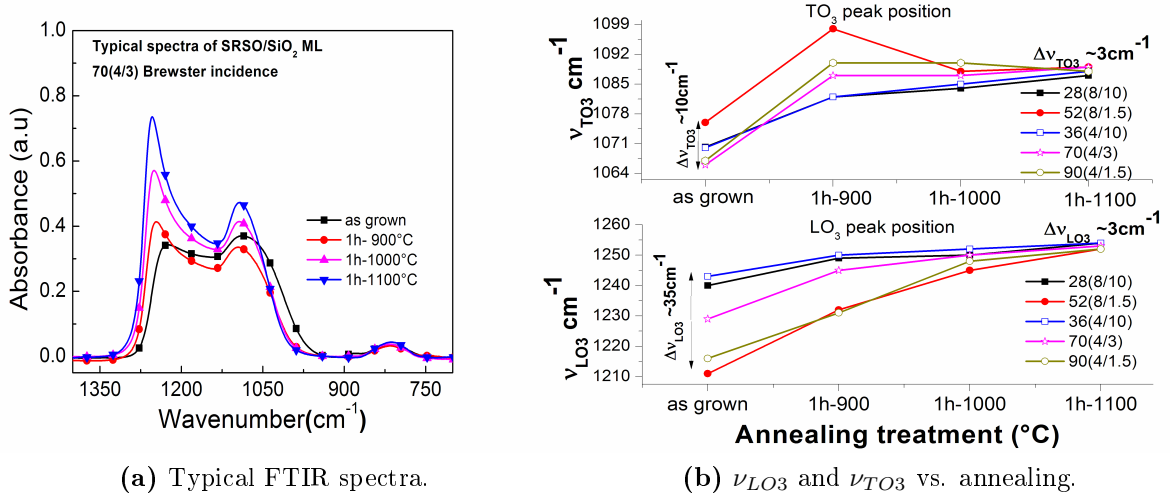 Typical spectra of SRSO/SiO2 ML
70(4/3) Brewster incidence
Absorbance (a.u)
1.0
0.8
0.6
0.4
0.2
0.0
as grown
1h- 900°C
1h-1000°C
1h-1100°C
1350 1200 1050 900 750
Wavenumber(cm-1)
(a) Typical FTIR spectra.
TO3 peak position
νTO3 cm-1
1099
1092
1085
1078
1071
1064
ΔνTO3 ~10cm-1
ΔνTO3 ~3cm-1
28(8/10)
52(8/1.5)
36(4/10)
70(4/3)
90(4/1.5)
as grown 1h-900 1h-1000 1h-1100
LO3 peak position
νLO3 cm-1
1260
1250
1240
1230
1220
1210
ΔνLO3 ~35cm-1
ΔνLO3 ~3cm-1
28(8/10)
52(8/1.5)
36(4/10)
70(4/3)
90(4/1.5)
as grown 1h-900 1h-1000 1h-1100
Annealing treatment (°C)
(b) νLO3 and νTO3 vs. annealing.